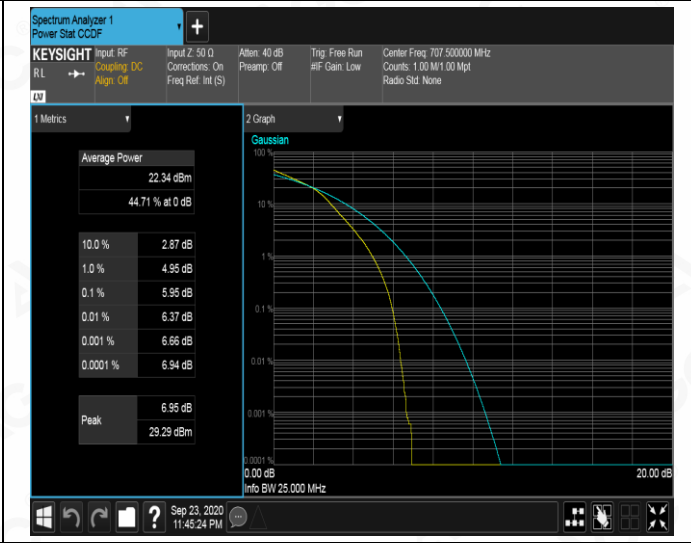 Spectrum Analyzer 1
Power Stat CCDF
+
KEYSIGHT
Input: RF
Input Z: 50 Ω
Atten: 40 dB
Trig: Free Run
Center Freq: 707.500000 MHz
RL
Coupling: DC
Corrections: On
Preamp: Off
#IF Gain: Low
Counts: 1.00 M/1.00 Mpt
Align: Off
Freq Ref: Int (S)
Radio Std: None
LXI
1 Metrics
2 Graph
Average Power
22.34 dBm
44.71 % at 0 dB
10.0 % 2.87 dB
1.0 % 4.95 dB
0.1 % 5.95 dB
0.01 % 6.37 dB
0.001 % 6.66 dB
0.0001 % 6.94 dB
Peak
6.95 dB
29.29 dBm
Gaussian
100 %
10 %
1 %
0.1 %
0.01 %
0.001 %
0.0001 %
0.00 dB
20.00 dB
Info BW 25.000 MHz
?
Sep 23, 2020
11:45:24 PM